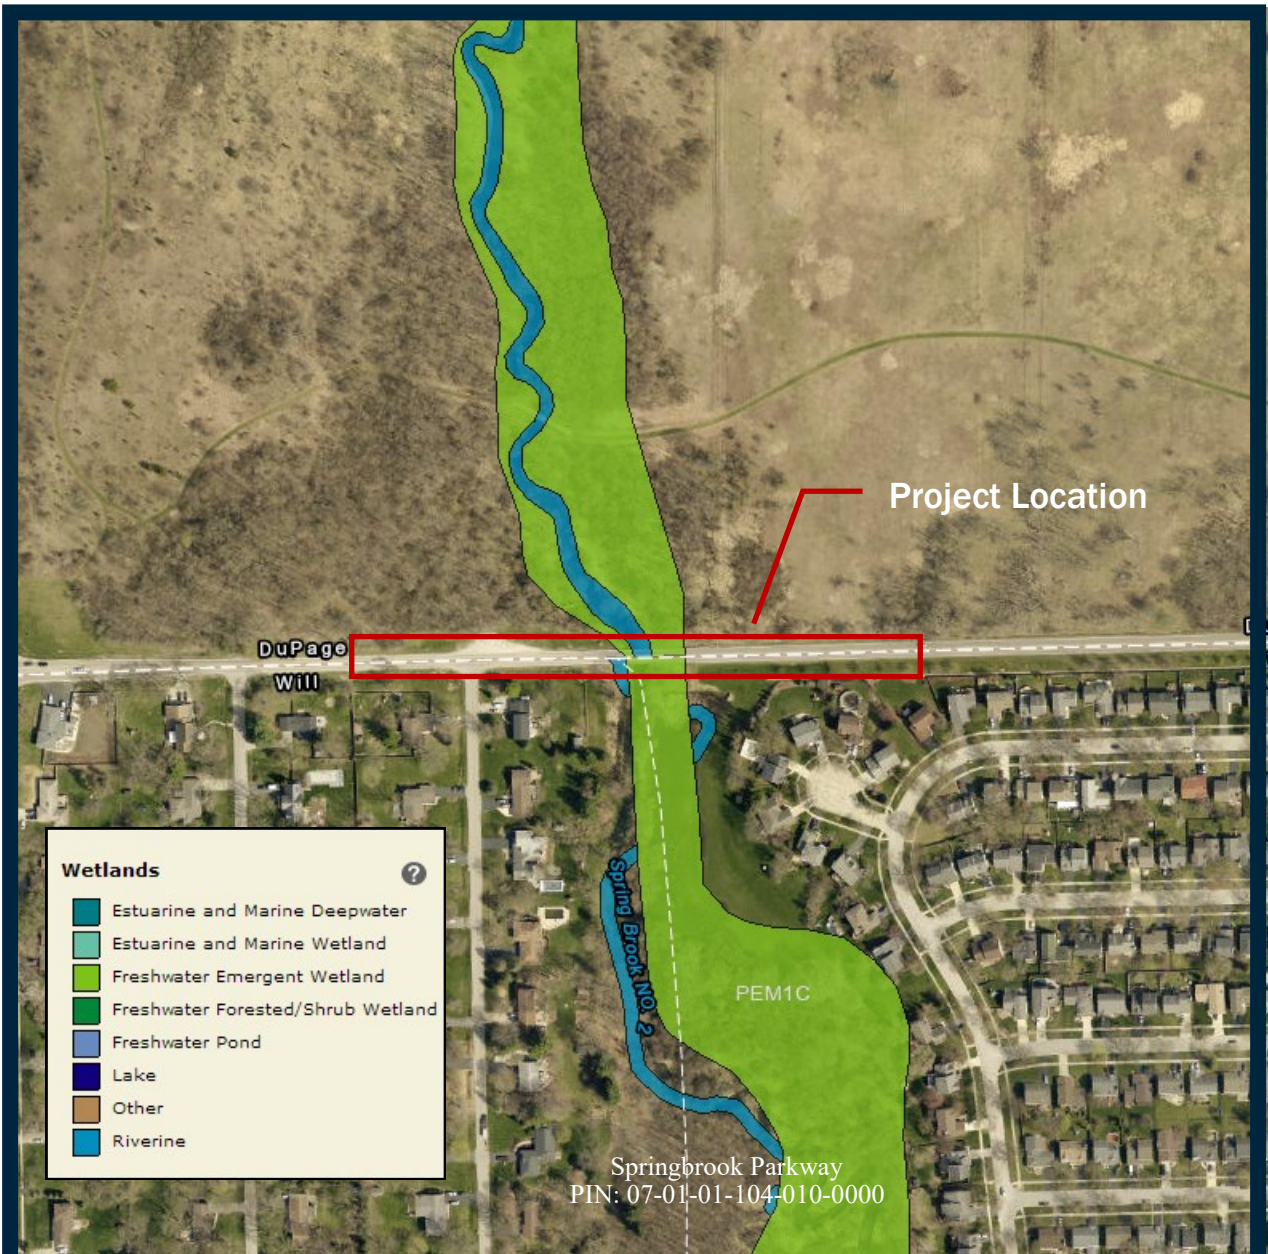 Project Location
DuPage
Will
D
Wetlands
?
Estuarine and Marine Deepwater
Estuarine and Marine Wetland
Freshwater Emergent Wetland
Freshwater Forested/Shrub Wetland
Freshwater Pond
Lake
Other
Riverine
Spring Brook NO. 2
PEM1C
Springbrook Parkway
PIN: 07-01-01-104-010-0000